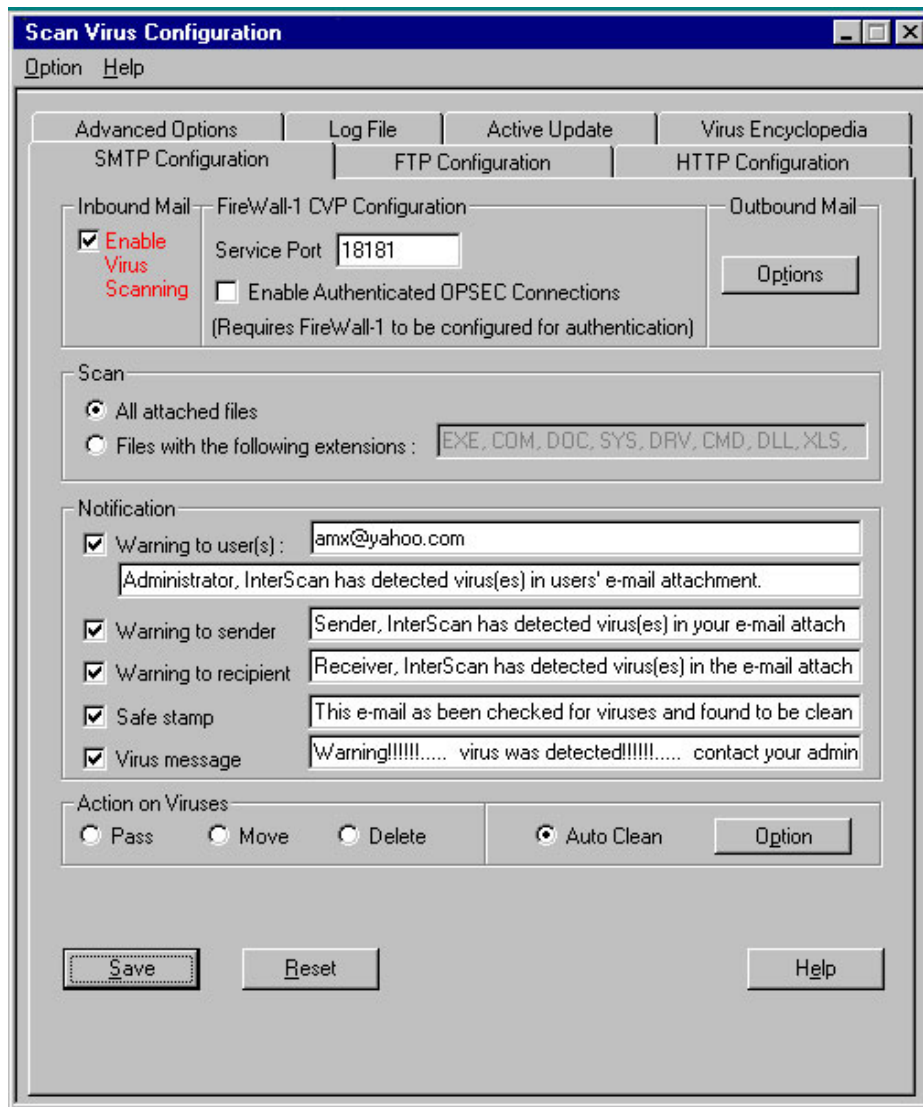 Scan Virus Configuration
Option Help
Advanced Options Log File Active Update Virus Encyclopedia
SMTP Configuration FTP Configuration HTTP Configuration
Inbound Mail FireWall-1 CVP Configuration Outbound Mail
Enable
Virus
Scanning
Service Port 18181
Enable Authenticated OPSEC Connections
(Requires FireWall-1 to be configured for authentication)
Options
Scan
All attached files
Files with the following extensions : EXE, COM, DOC, SYS, DRV, CMD, DLL, XLS,
Notification
Warning to user(s) : amx@yahoo.com
Administrator, InterScan has detected virus(es) in users' e-mail attachment.
Warning to sender Sender, InterScan has detected virus(es) in your e-mail attach
Warning to recipient Receiver, InterScan has detected virus(es) in the e-mail attach
Safe stamp This e-mail as been checked for viruses and found to be clean
Virus message Warning!!!!!!..... virus was detected!!!!!!..... contact your admin
Action on Viruses
Pass Move Delete Auto Clean Option
Save Reset Help